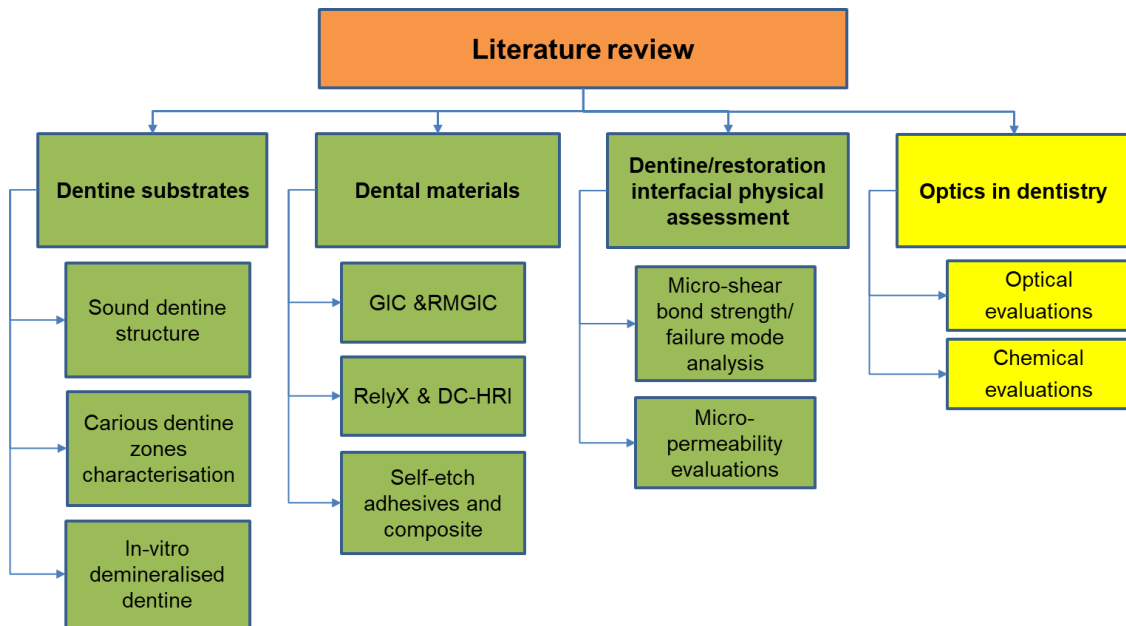 Literature review
Dentine substrates
Sound dentine
structure
Carious dentine
zones
characterisation
In-vitro
demineralised
dentine
Dental materials
GIC &RMGIC
RelyX & DC-HRI
Self-etch
adhesives and
composite
Dentine/restoration
interfacial physical
assessment
Micro-shear
bond strength/
failure mode
analysis
Micro-
permeability
evaluations
Optics in dentistry
Optical
evaluations
Chemical
evaluations